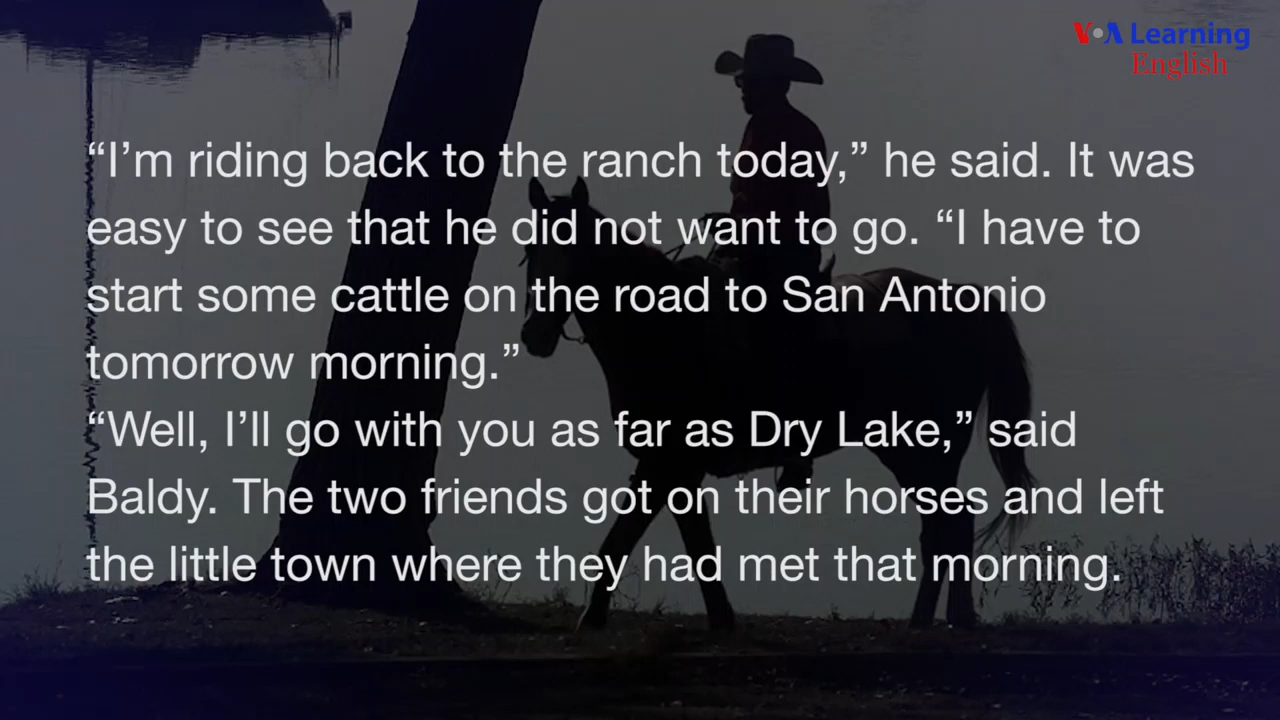 VOA Learning
English
“I’m riding back to the ranch today,” he said. It was
easy to see that he did not want to go. “I have to
start some cattle on the road to San Antonio
tomorrow morning.”
“Well, I’ll go with you as far as Dry Lake,” said
Baldy. The two friends got on their horses and left
the little town where they had met that morning.